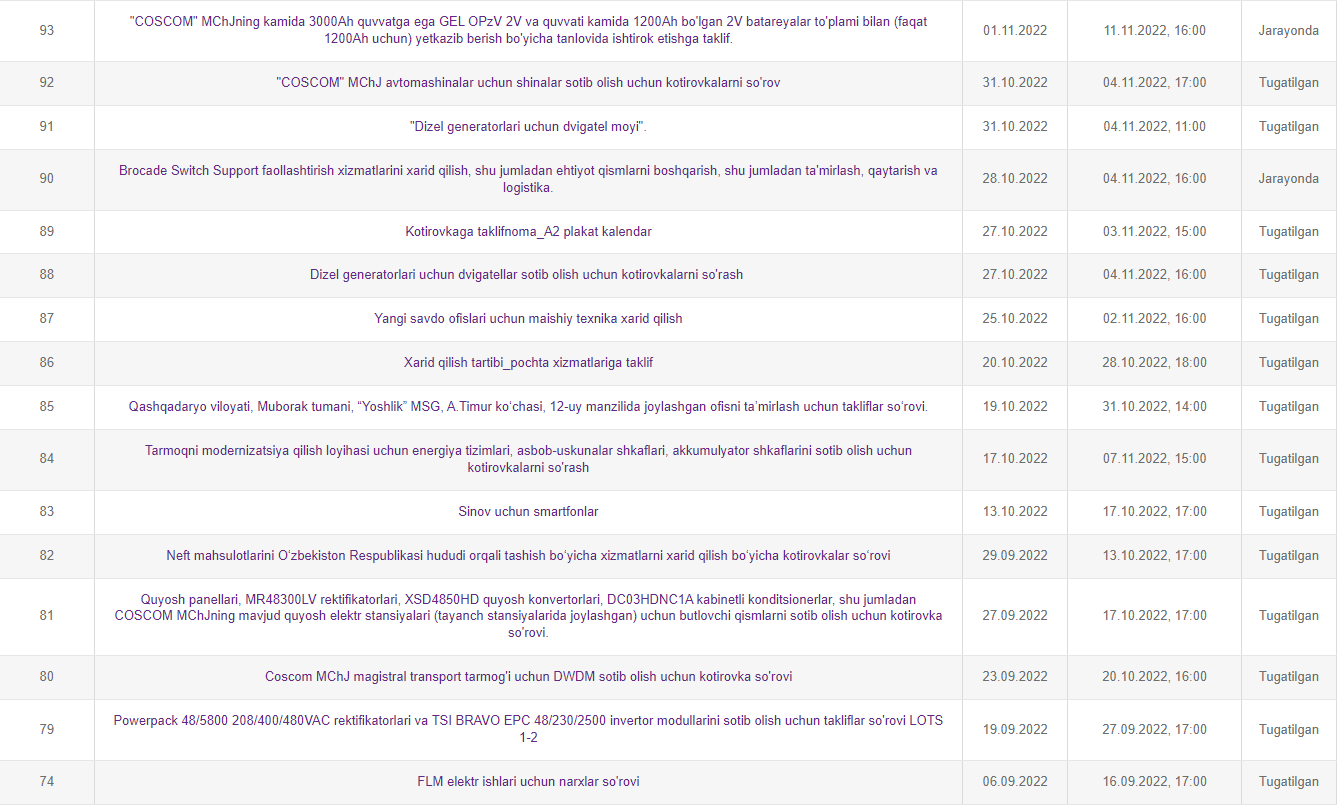 93
"COSCOM" MChJning kamida 3000Ah quvvatga ega GEL OPzV 2V va quvvati kamida 1200Ah bo'lgan 2V batareyalar to'plami bilan (faqat
1200Ah uchun) yetkazib berish bo'yicha tanlovida ishtirok etishga taklif.
01.11.2022
11.11.2022, 16:00
Jarayonda
92
"COSCOM" MChJ avtomashinalar uchun shinalar sotib olish uchun kotirovkalarni so'rov
31.10.2022
04.11.2022, 17:00
Tugatilgan
91
"Dizel generatorlari uchun dvigatel moyi".
31.10.2022
04.11.2022, 11:00
Tugatilgan
90
Brocade Switch Support faollashtirish xizmatlarini xarid qilish, shu jumladan ehtiyot qismlarni boshqarish, shu jumladan ta'mirlash, qaytarish va
logistika.
28.10.2022
04.11.2022, 16:00
Jarayonda
89
Kotirovkaga taklifnoma_A2 plakat kalendar
27.10.2022
03.11.2022, 15:00
Tugatilgan
88
Dizel generatorlari uchun dvigatellar sotib olish uchun kotirovkalarni so'rash
27.10.2022
04.11.2022, 16:00
Tugatilgan
87
Yangi savdo ofislari uchun maishiy texnika xarid qilish
25.10.2022
02.11.2022, 16:00
Tugatilgan
86
Xarid qilish tartibi_pochta xizmatlariga taklif
20.10.2022
28.10.2022, 18:00
Tugatilgan
85
Qashqadaryo viloyati, Muborak tumani, “Yoshlik” MSG, A.Timur ko‘chasi, 12-uy manzilida joylashgan ofisni ta’mirlash uchun takliflar so‘rovi.
19.10.2022
31.10.2022, 14:00
Tugatilgan
84
Tarmoqni modernizatsiya qilish loyihasi uchun energiya tizimlari, asbob-uskunalar shkaflari, akkumulyator shkaflarini sotib olish uchun
kotirovkalarni so'rash
17.10.2022
07.11.2022, 15:00
Tugatilgan
83
Sinov uchun smartfonlar
13.10.2022
17.10.2022, 17:00
Tugatilgan
82
Neft mahsulotlarini O‘zbekiston Respublikasi hududi orqali tashish bo‘yicha xizmatlarni xarid qilish bo‘yicha kotirovkalar so‘rovi
29.09.2022
13.10.2022, 17:00
Tugatilgan
81
Quyosh panellari, MR48300LV rektifikatorlari, XSD4850HD quyosh konvertorlari, DC03HDNC1A kabinetli konditsionerlar, shu jumladan
COSCOM MChJning mavjud quyosh elektr stansiyalari (tayanch stansiyalarida joylashgan) uchun butlovchi qismlarni sotib olish uchun kotirovka
so'rovi.
27.09.2022
17.10.2022, 17:00
Tugatilgan
80
Coscom MChJ magistral transport tarmog'i uchun DWDM sotib olish uchun kotirovka so'rovi
23.09.2022
20.10.2022, 16:00
Tugatilgan
79
Powerpack 48/5800 208/400/480VAC rektifikatorlari va TSI BRAVO EPC 48/230/2500 invertor modullarini sotib olish uchun takliflar so'rovi LOTS
1-2
19.09.2022
27.09.2022, 17:00
Tugatilgan
74
FLM elektr ishlari uchun narxlar so'rovi
06.09.2022
16.09.2022, 17:00
Tugatilgan